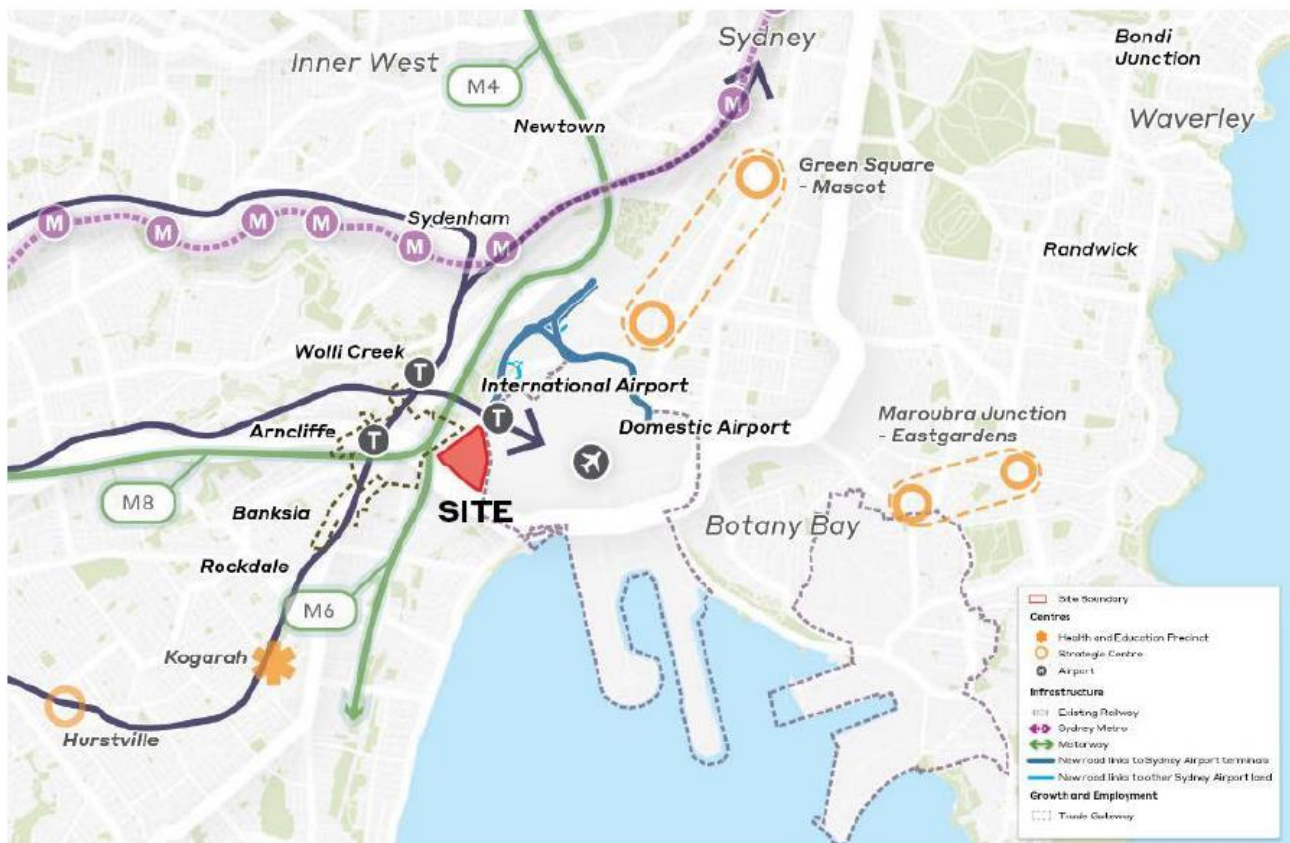 Sydney
Bondi
Junction
Inner West
M4
M
Waverley
Newtown
Green Square
- Mascot
M
M
M
M
Sydenham
M
M
Randwick
Wolli Creek
T
International Airport
T
Maroubra Junction
- Eastgardens
Arncliffe
T
Domestic Airport
M8
SITE
Banksia
Botany Bay
Rockdale
M6
Kogarah
Hurstville
Site Boundary
Centres
Health and Education Precinct
Strategic Centre
Airport
Infrastructure
Existing Railway
Sydney Metro
Motorway
New road links to Sydney Airport terminals
New road links to other Sydney Airport land
Growth and Employment
Trade Gateway